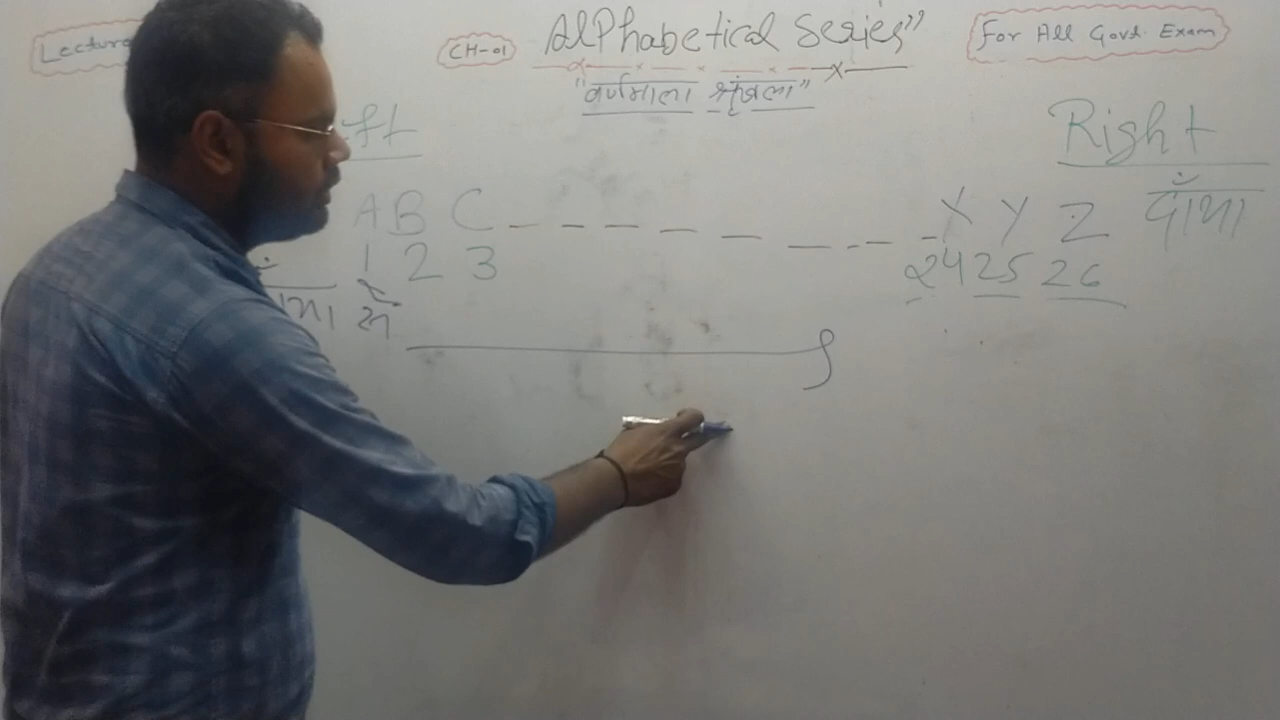 Lecture CH-01 Alphabetical Series" For All Govt. Exam
"वर्णमाला श्रृंखला"
ft Right
A B C - - - - - - - X Y Z दाँया
1 2 3 24 25 26
से